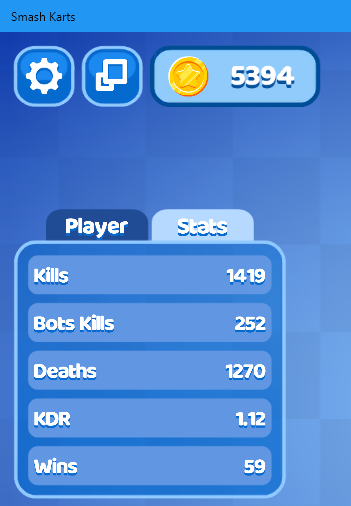 Smash Karts
5394
Player Stats
Kills 1419
Bots Kills 252
Deaths 1270
KDR 1.12
Wins 59